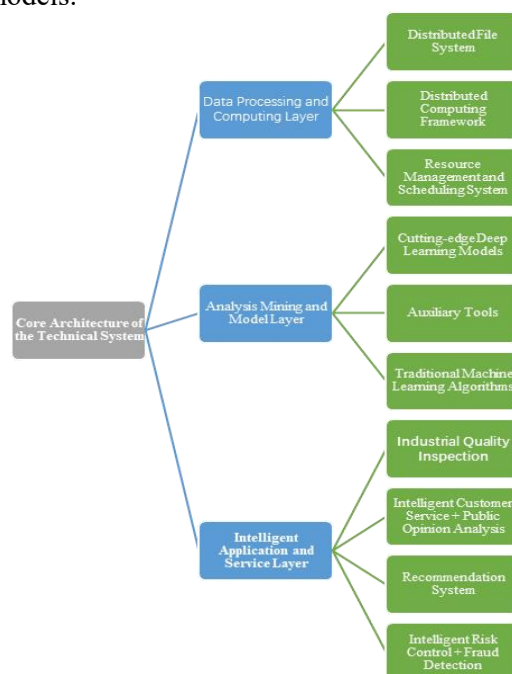 models.
Distributed File
System
Data Processing and
Computing Layer
Distributed
Computing
Framework
Resource
Management and
Scheduling System
Cutting-edge Deep
Learning Models
Core Architecture of
the Technical System
Analysis Mining and
Model Layer
Auxiliary Tools
Traditional Machine
Learning Algorithms
Industrial Quality
Inspection
Intelligent Customer
Service + Public
Opinion Analysis
Intelligent
Application and
Service Layer
Recommendation
System
Intelligent Risk
Control + Fraud
Detection